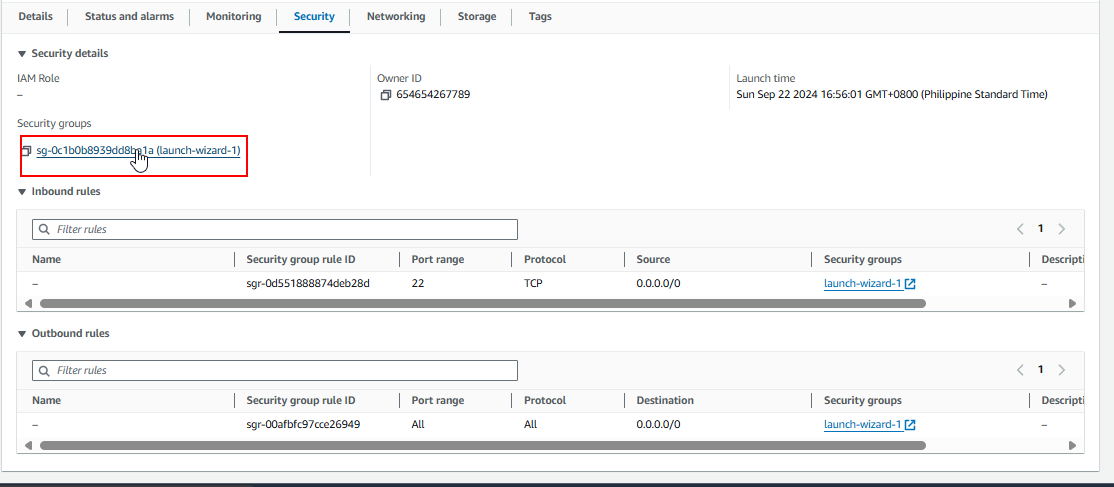 Details Status and alarms Monitoring Security Networking Storage Tags
Security details
IAM Role
–
Owner ID
654654267789
Launch time
Sun Sep 22 2024 16:56:01 GMT+0800 (Philippine Standard Time)
Security groups
(launch-wizard-1)
Inbound rules
Filter rules
1
Name Security group rule ID Port range Protocol Source Security groups Descripti
– sgr-0d551888874deb28d 22 TCP 0.0.0.0/0 launch-wizard-1 –
Outbound rules
Filter rules
1
Name Security group rule ID Port range Protocol Destination Security groups Descripti
– sgr-00afbfc97cce26949 All All 0.0.0.0/0 launch-wizard-1 –